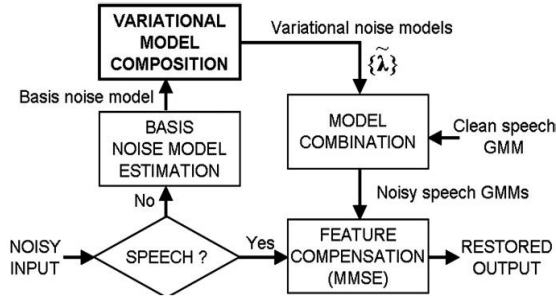 VARIATIONAL
MODEL
COMPOSITION
Variational noise models
{λ̃}
Basis noise model
BASIS
NOISE MODEL
ESTIMATION
MODEL
COMBINATION
Clean speech
GMM
No
Noisy speech GMMs
NOISY
INPUT
SPEECH ?
Yes
FEATURE
COMPENSATION
(MMSE)
RESTORED
OUTPUT